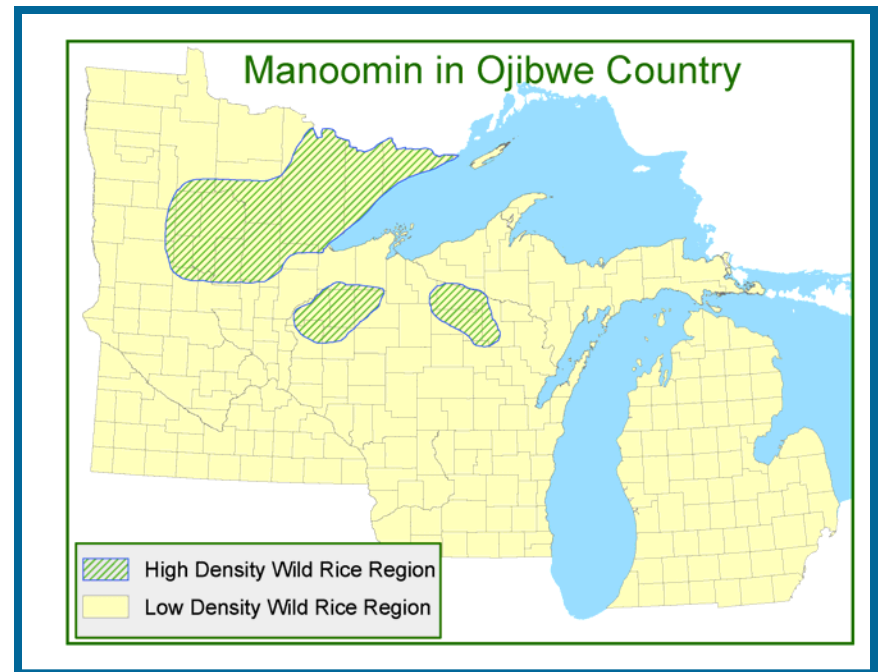 Manoomin in Ojibwe Country
High Density Wild Rice Region
Low Density Wild Rice Region